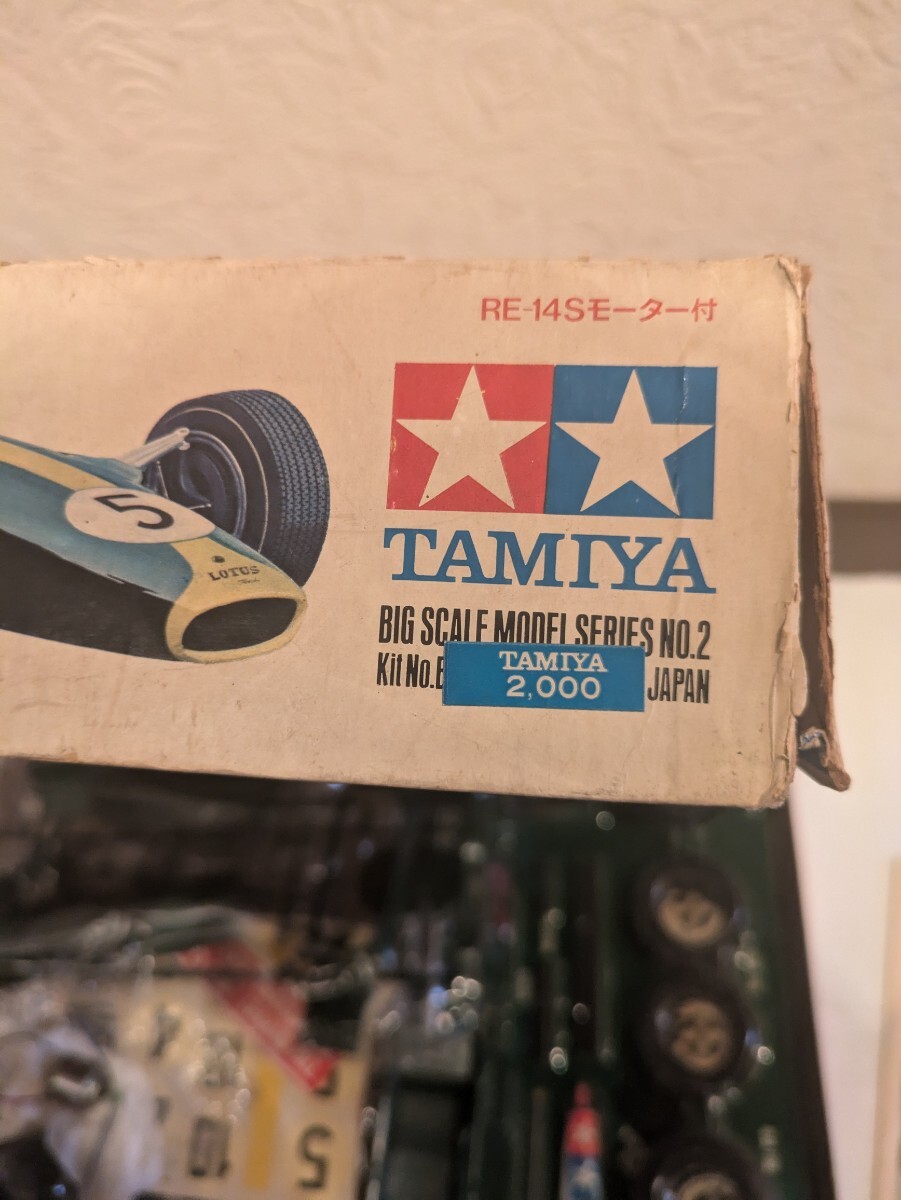 RE-14Sモーター付
TAMIYA
5
LOTUS
BIG SCALE MODEL SERIES NO.2
Kit No.B
TAMIYA
2,000
JAPAN
5